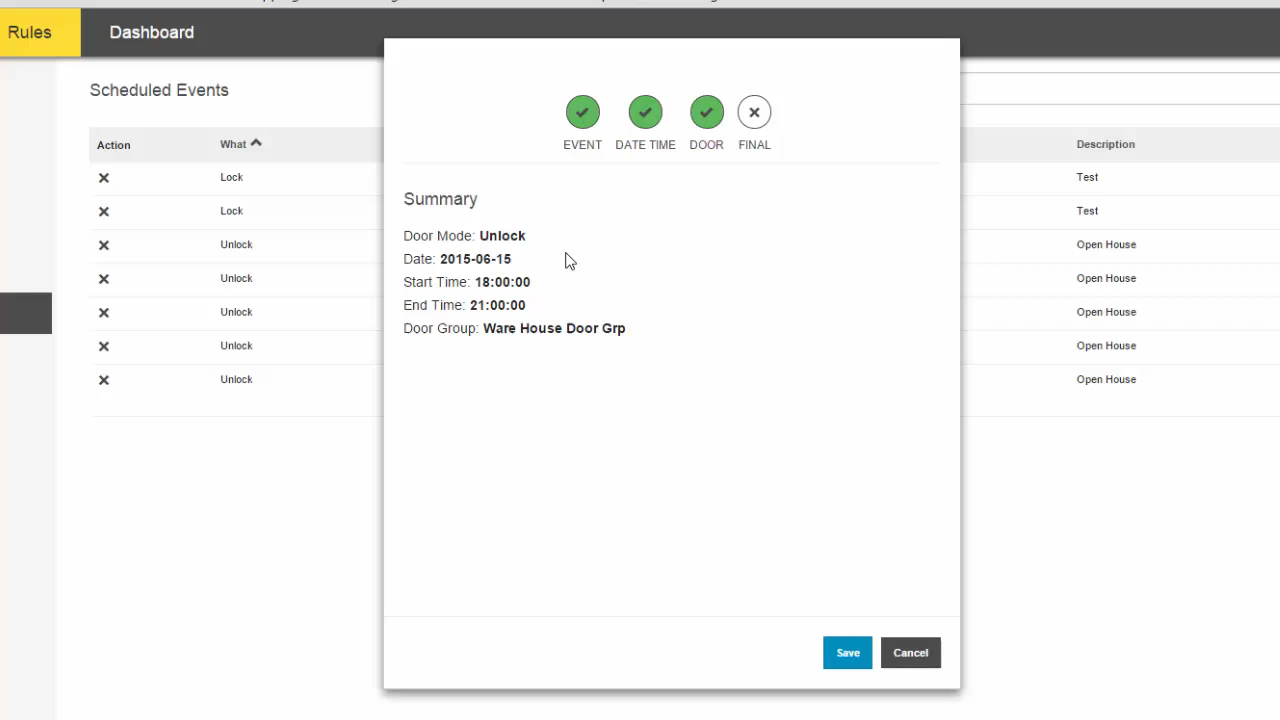 Rules Dashboard
Scheduled Events
EVENT DATE TIME DOOR FINAL
Action What Description
Lock Test
Lock Test
Unlock Open House
Unlock Open House
Unlock Open House
Unlock Open House
Unlock Open House
Summary
Door Mode: Unlock
Date: 2015-06-15
Start Time: 18:00:00
End Time: 21:00:00
Door Group: Ware House Door Grp
Save Cancel